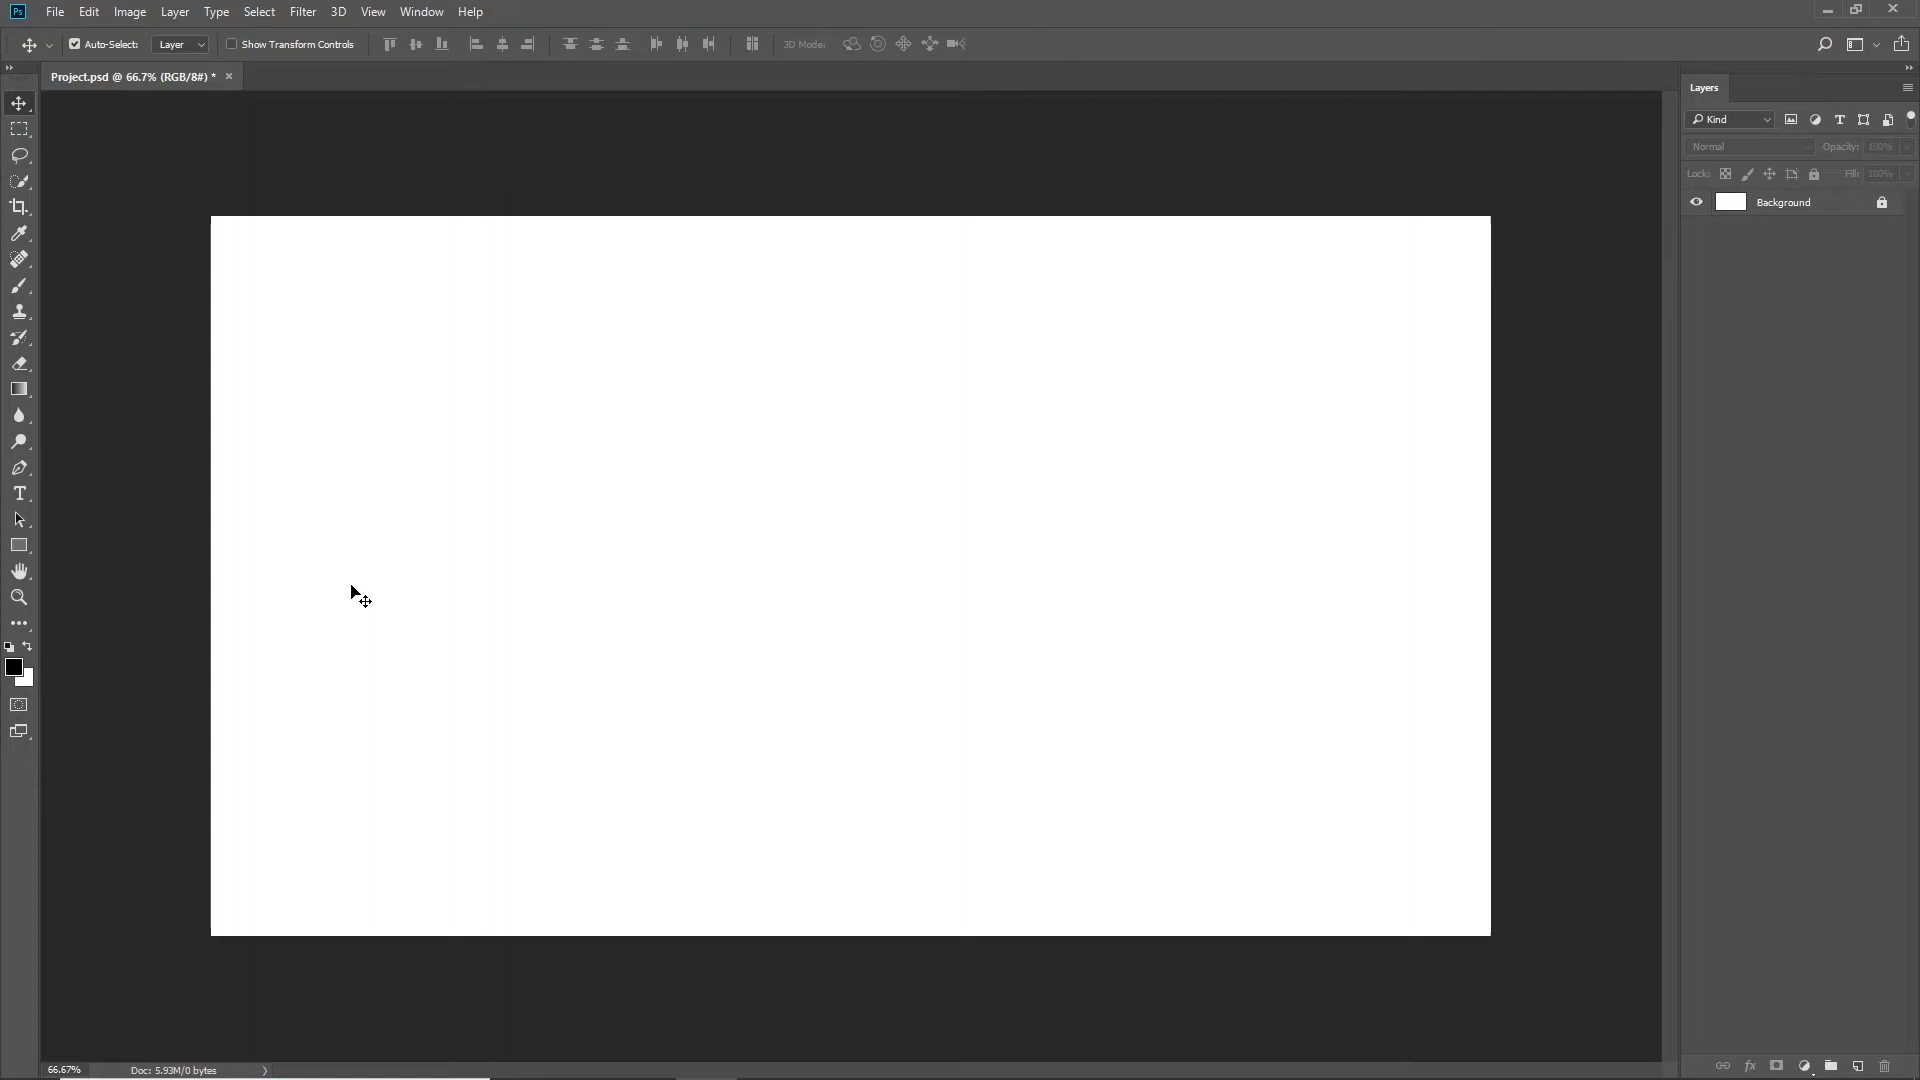 Ps File Edit Image Layer Type Select Filter 3D View Window Help
Auto-Select: Layer Show Transform Controls 3D Mode:
Project.psd @ 66.7% (RGB/8#) * ×
Layers
Kind
Normal Opacity: 100%
Lock: Fill: 100%
Background
66.67% Doc: 5.93M/0 bytes